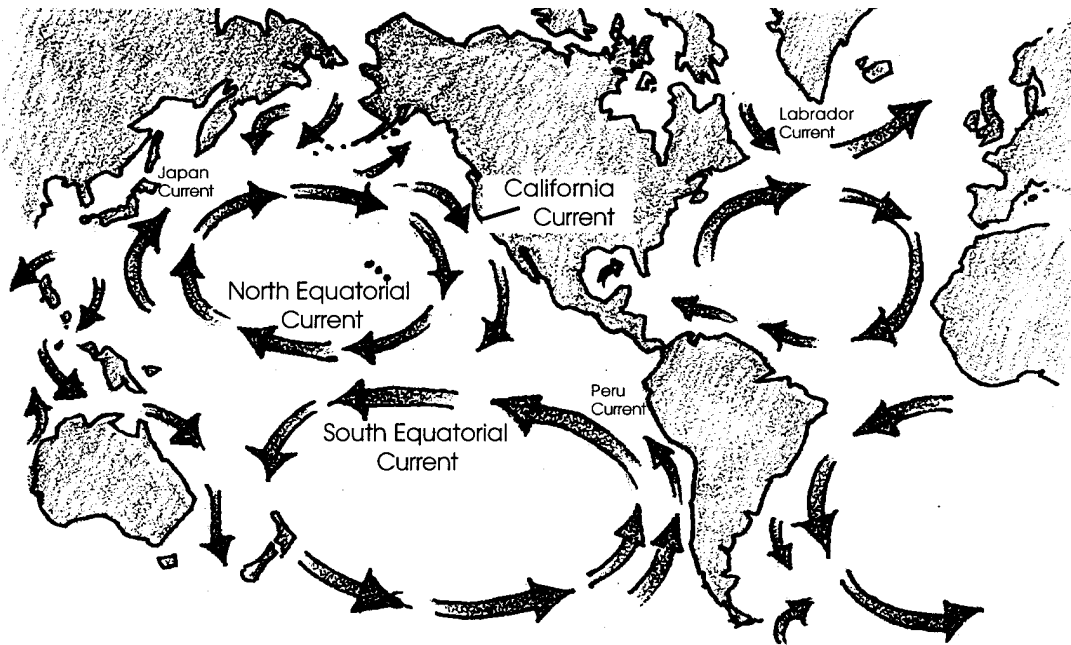 Labrador
Current
Japan
Current
California
Current
North Equatorial
Current
Peru
Current
South Equatorial
Current